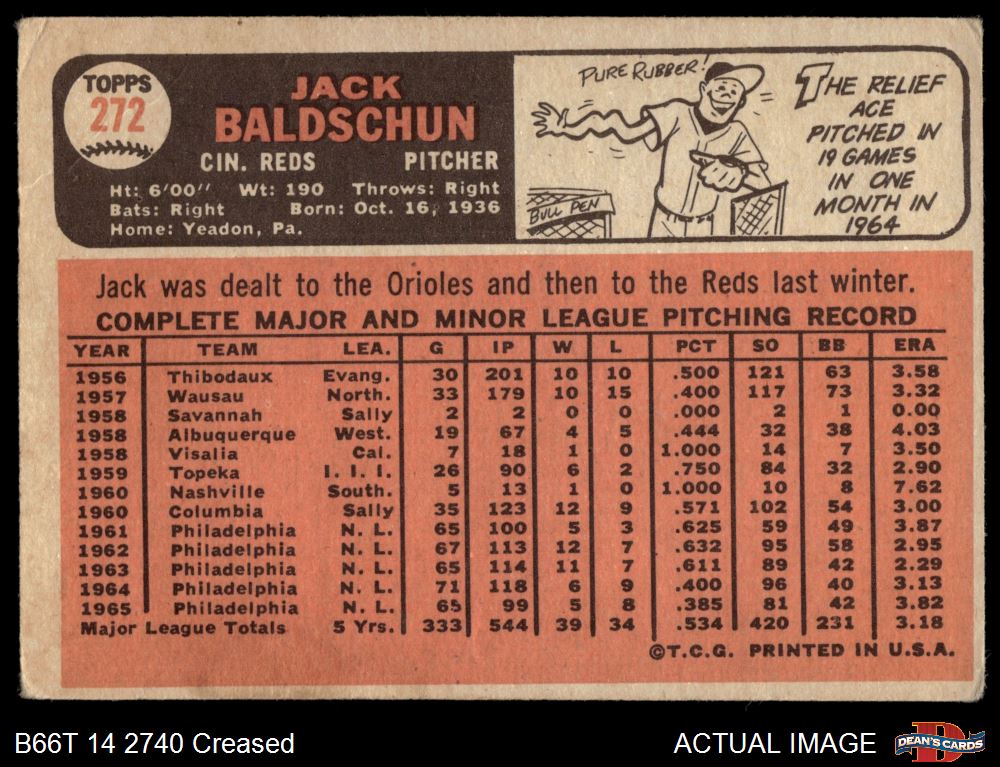 TOPPS
272
JACK
BALDSCHUN
CIN. REDS PITCHER
Ht: 6'00" Wt: 190 Throws: Right
Bats: Right Born: Oct. 16, 1936
Home: Yeadon, Pa.
PURE RUBBER!
BULL PEN
THE RELIEF
ACE
PITCHED IN
19 GAMES
IN ONE
MONTH IN
1964
Jack was dealt to the Orioles and then to the Reds last winter.
COMPLETE MAJOR AND MINOR LEAGUE PITCHING RECORD
YEAR TEAM LEA. G IP W L PCT SO BB ERA
1956 Thibodaux Evang. 30 201 10 10 .500 121 63 3.58
1957 Wausau North. 33 179 10 15 .400 117 73 3.32
1958 Savannah Sally 2 2 0 0 .000 2 1 0.00
1958 Albuquerque West. 19 67 4 5 .444 32 38 4.03
1958 Visalia Cal. 7 18 1 0 1.000 14 7 3.50
1959 Topeka I. I. I. 26 90 6 2 .750 84 32 2.90
1960 Nashville South. 5 13 1 0 1.000 10 8 7.62
1960 Columbia Sally 35 123 12 9 .571 102 54 3.00
1961 Philadelphia N. L. 65 100 5 3 .625 59 49 3.87
1962 Philadelphia N. L. 67 113 12 7 .632 95 58 2.95
1963 Philadelphia N. L. 65 114 11 7 .611 89 42 2.29
1964 Philadelphia N. L. 71 118 6 9 .400 96 40 3.13
1965 Philadelphia N. L. 65 99 5 8 .385 81 42 3.82
Major League Totals 5 Yrs. 333 544 39 34 .534 420 231 3.18
©T.C.G. PRINTED IN U.S.A.
B66T 14 2740 Creased ACTUAL IMAGE
D
DEAN'S CARDS